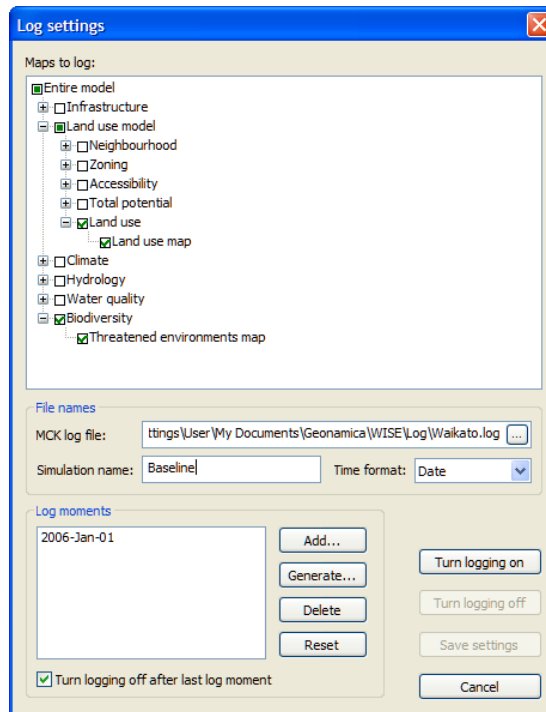 Log settings
Maps to log:
Entire model
Infrastructure
Land use model
Neighbourhood
Zoning
Accessibility
Total potential
Land use
Land use map
Climate
Hydrology
Water quality
Biodiversity
Threatened environments map
File names
MCK log file: ttings\User\My Documents\Geonamica\WISE\Log\Waikato.log ...
Simulation name: Baseline Time format: Date
Log moments
2006-Jan-01
Add...
Generate...
Delete
Reset
Turn logging on
Turn logging off
Save settings
Cancel
Turn logging off after last log moment